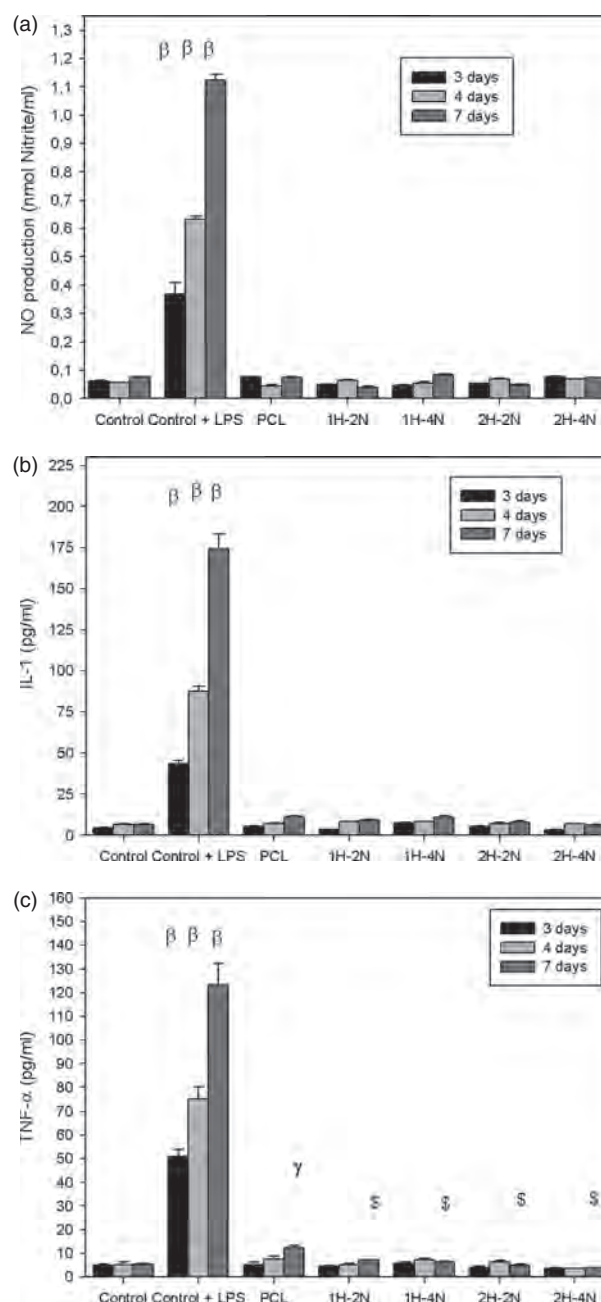 (a)
1,3
1,2
1,1
1,0
0,9
0,8
0,7
0,6
0,5
0,4
0,3
0,2
0,1
0,0
NO production (nmol Nitrite/ml)
β β β
3 days
4 days
7 days
Control Control + LPS PCL 1H-2N 1H-4N 2H-2N 2H-4N
(b)
225
200
175
150
125
100
75
50
25
0
IL-1 (pg/ml)
β β β
3 days
4 days
7 days
Control Control + LPS PCL 1H-2N 1H-4N 2H-2N 2H-4N
(c)
160
150
140
130
120
110
100
90
80
70
60
50
40
30
20
10
0
TNF-α (pg/ml)
β β β
γ
$ $ $ $
3 days
4 days
7 days
Control Control + LPS PCL 1H-2N 1H-4N 2H-2N 2H-4N